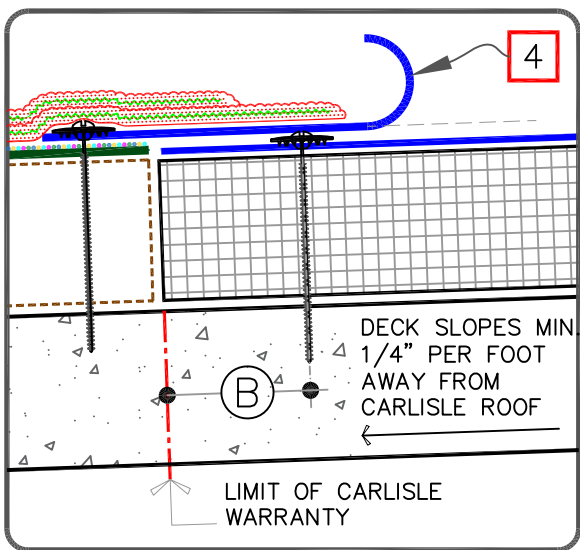 4
DECK SLOPES MIN.
1/4” PER FOOT
AWAY FROM
CARLISLE ROOF
B
LIMIT OF CARLISLE
WARRANTY